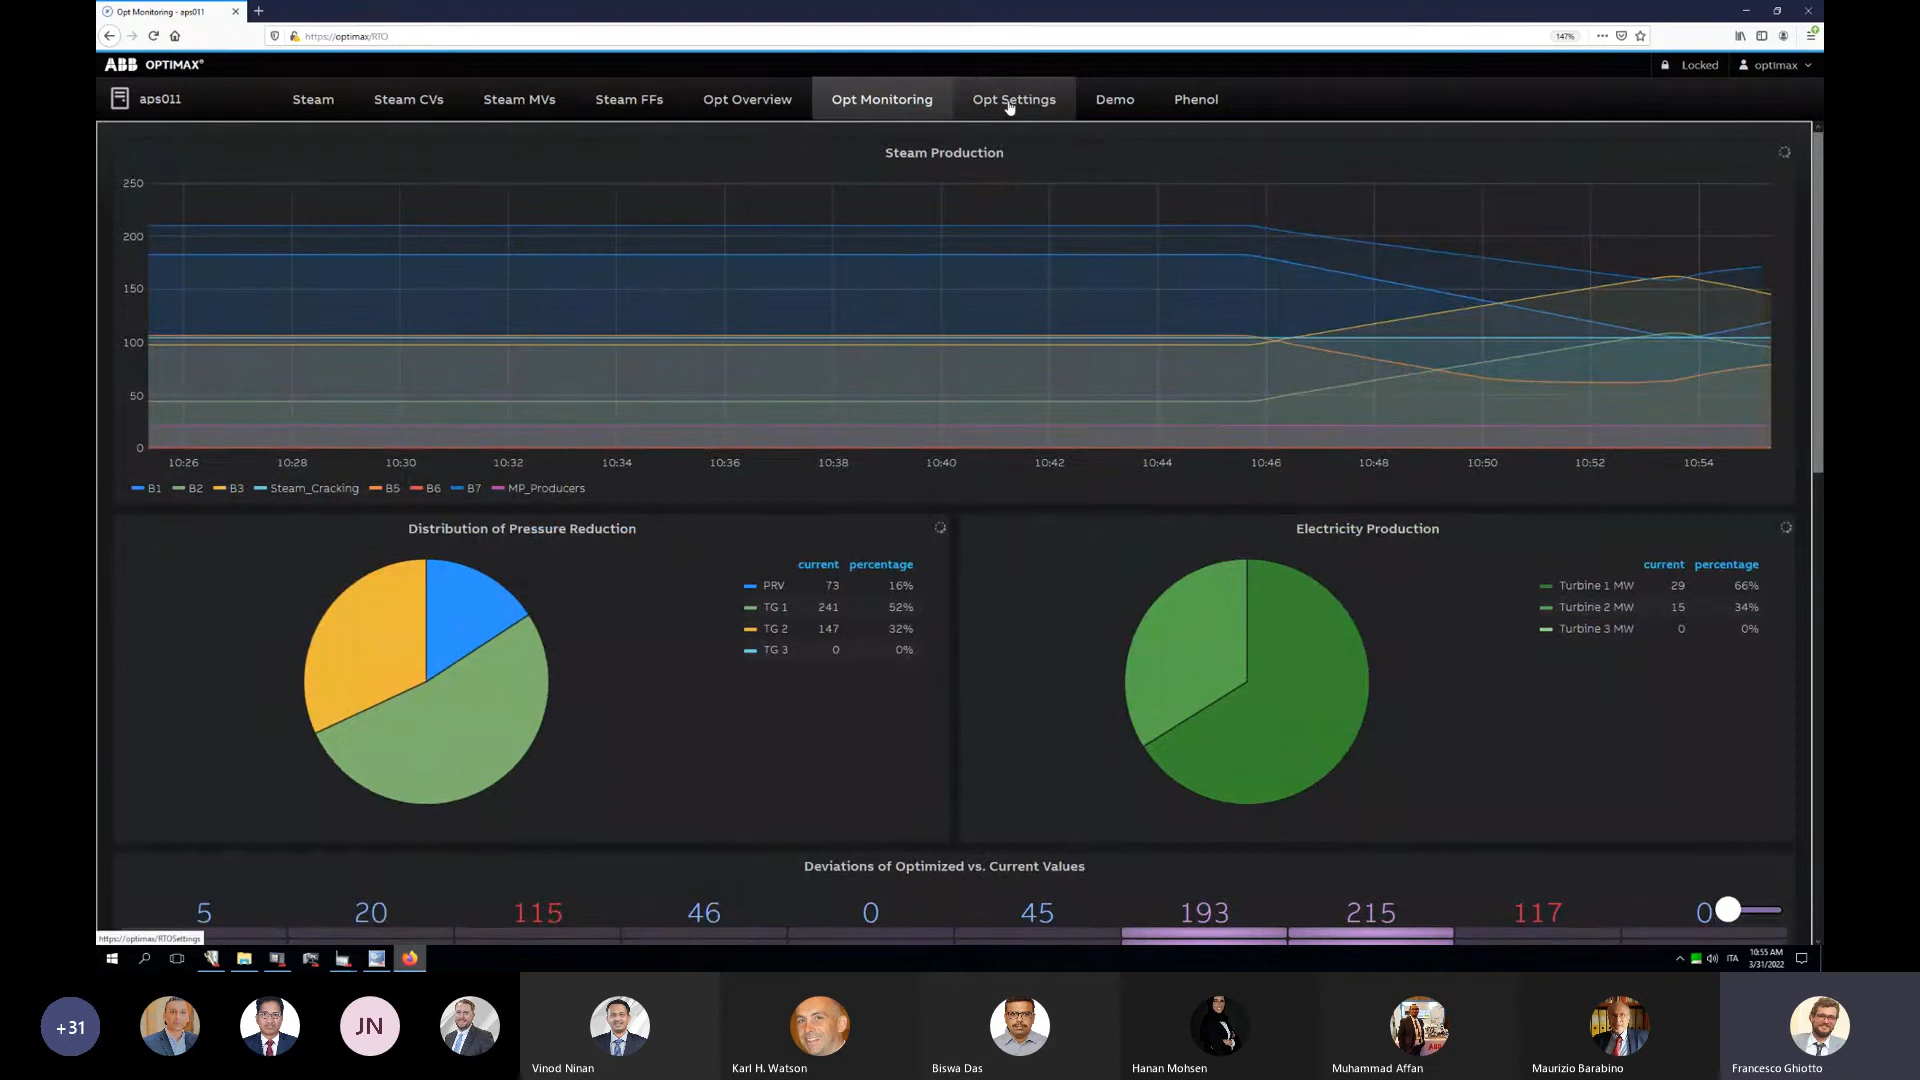 Opt Monitoring - aps011
https://optimax/RTO
147%
ABB OPTIMAX®
Locked
optimax
aps011
Steam
Steam CVs
Steam MVs
Steam FFs
Opt Overview
Opt Monitoring
Opt Settings
Demo
Phenol
Steam Production
250
200
150
100
50
0
10:26 10:28 10:30 10:32 10:34 10:36 10:38 10:40 10:42 10:44 10:46 10:48 10:50 10:52 10:54
B1 B2 B3 Steam_Cracking B5 B6 B7 MP_Producers
Distribution of Pressure Reduction
current percentage
PRV 73 16%
TG 1 241 52%
TG 2 147 32%
TG 3 0 0%
Electricity Production
current percentage
Turbine 1 MW 29 66%
Turbine 2 MW 15 34%
Turbine 3 MW 0 0%
Deviations of Optimized vs. Current Values
5 20 115 46 0 45 193 215 117 0
https://optimax/RTOSettings
ITA
10:55 AM
3/31/2022
+31
JN
Vinod Ninan
Karl H. Watson
Biswa Das
Hanan Mohsen
Muhammad Affan
Maurizio Barabino
Francesco Ghiotto